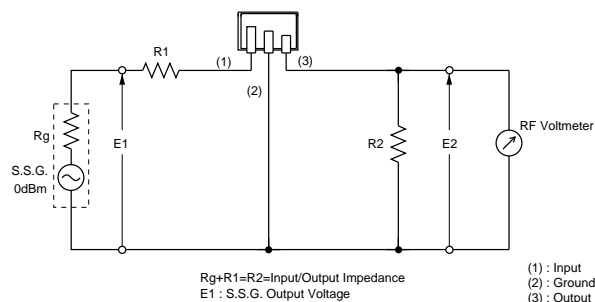 R1
(1)
(3)
(2)
Rg
E1
R2
E2
RF Voltmeter
S.S.G.
0dBm
Rg+R1=R2=Input/Output Impedance
E1 : S.S.G. Output Voltage
(1) : Input
(2) : Ground
(3) : Output